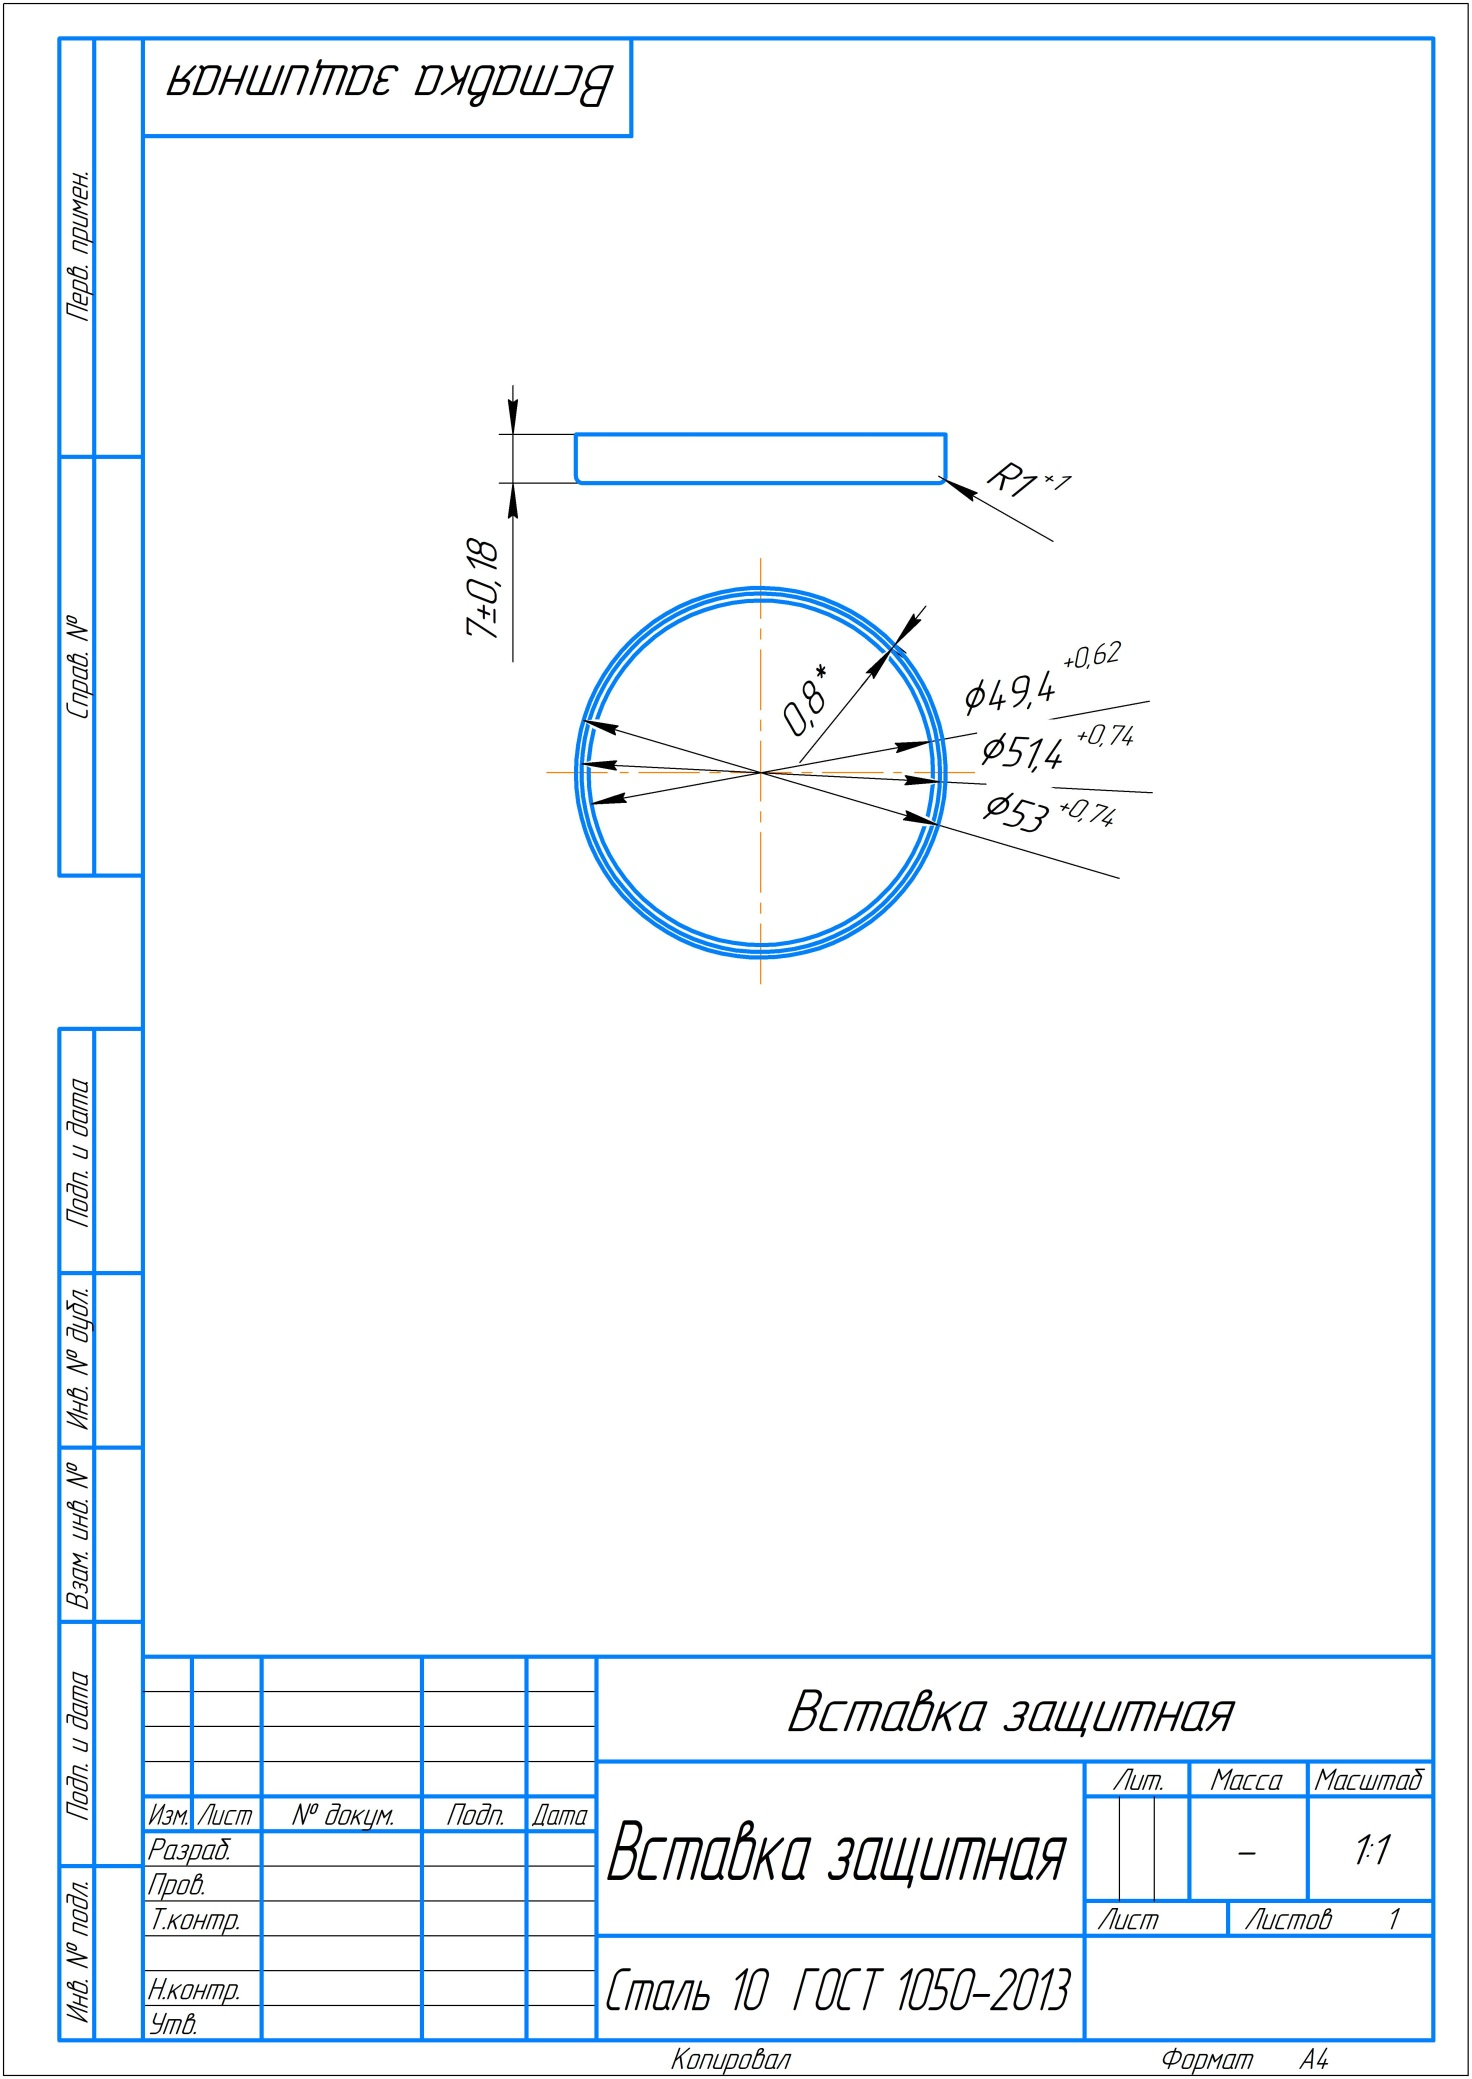 Вставка защитная
Перв. примен.
Справ. №
Подп. и дата
Инв. № дубл.
Взам. инв. №
Подп. и дата
Инв. № подл.
7±0,18
R1 +1
0,8*
ϕ49,4 +0,62
ϕ51,4 +0,74
ϕ53 +0,74
Вставка защитная
Изм. Лист № докум. Подп. Дата
Разраб.
Пров.
Т.контр.
Н.контр.
Утв.
Вставка защитная
Лит. Масса Масштаб
– 1:1
Лист Листов 1
Сталь 10 ГОСТ 1050-2013
Копировал Формат А4